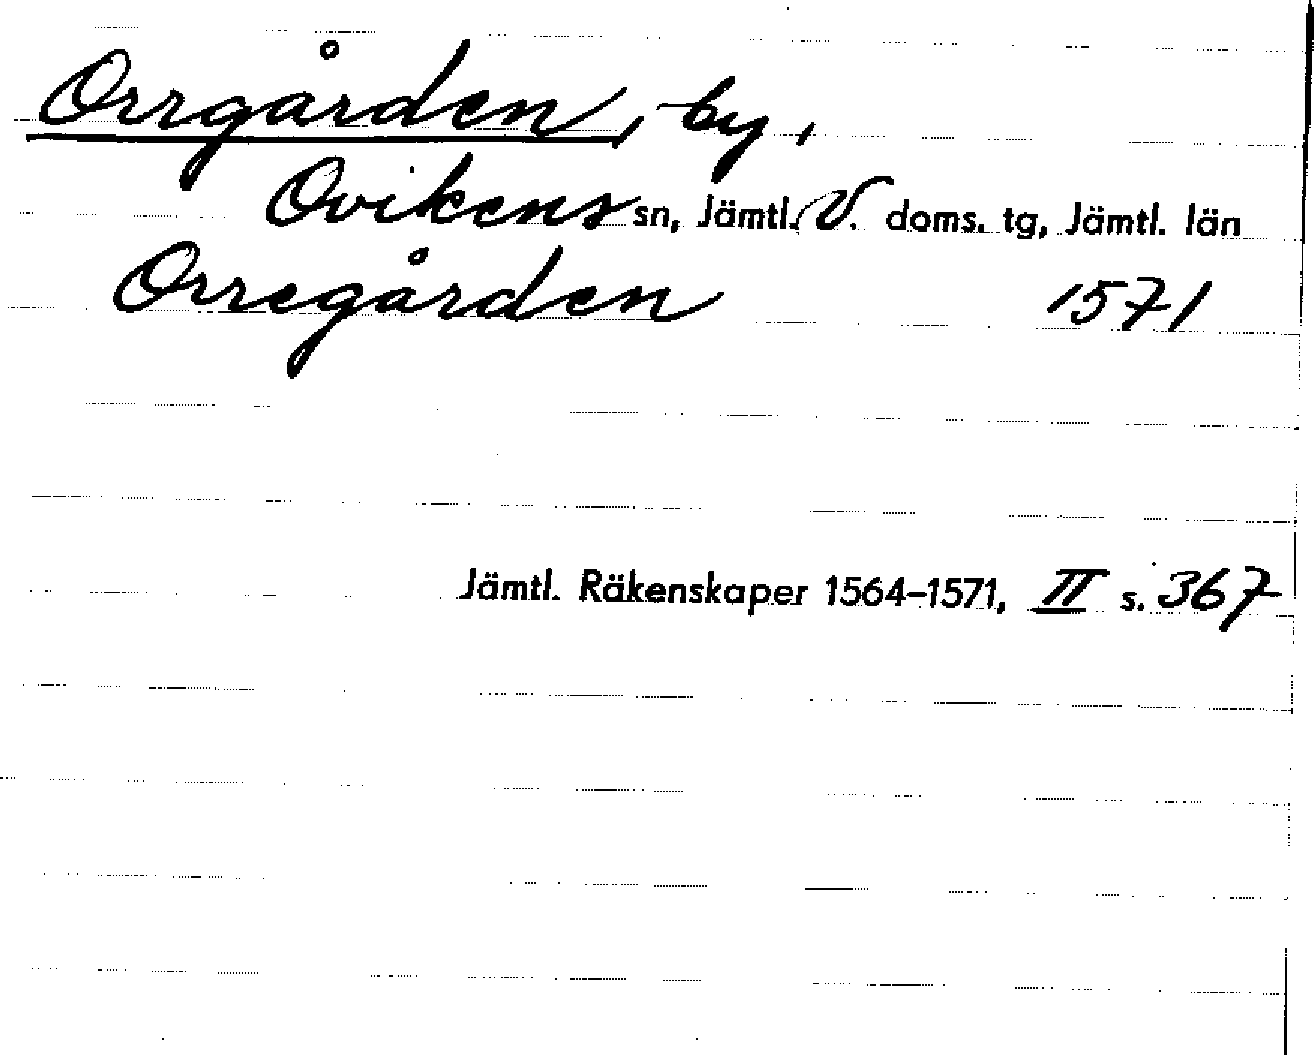 Orrgården, by,
Ovikens sn, Jämtl. V. doms. tg, Jämtl. län
Orregården 1571
Jämtl. Räkenskaper 1564-1571, II s. 367